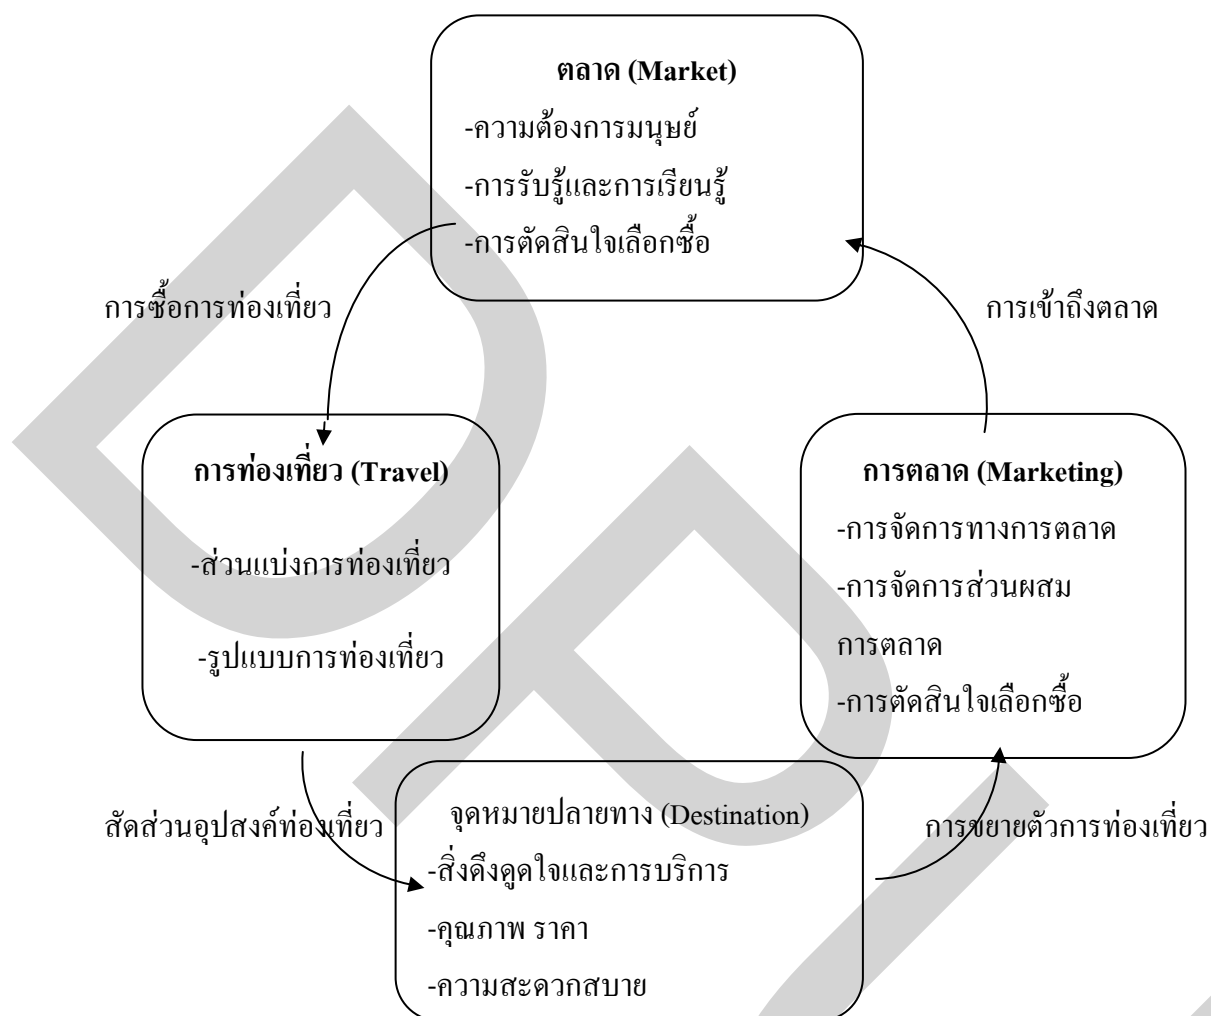 ตลาด (Market)
-ความต้องการมนุษย์
-การรับรู้และการเรียนรู้
-การตัดสินใจเลือกซื้อ
การซื้อการท่องเที่ยว
การเข้าถึงตลาด
การท่องเที่ยว (Travel)
-ส่วนแบ่งการท่องเที่ยว
-รูปแบบการท่องเที่ยว
การตลาด (Marketing)
-การจัดการทางการตลาด
-การจัดการส่วนผสม
การตลาด
-การตัดสินใจเลือกซื้อ
สัดส่วนอุปสงค์ท่องเที่ยว
จุดหมายปลายทาง (Destination)
-สิ่งดึงดูดใจและการบริการ
-คุณภาพ ราคา
-ความสะดวกสบาย
การขยายตัวการท่องเที่ยว